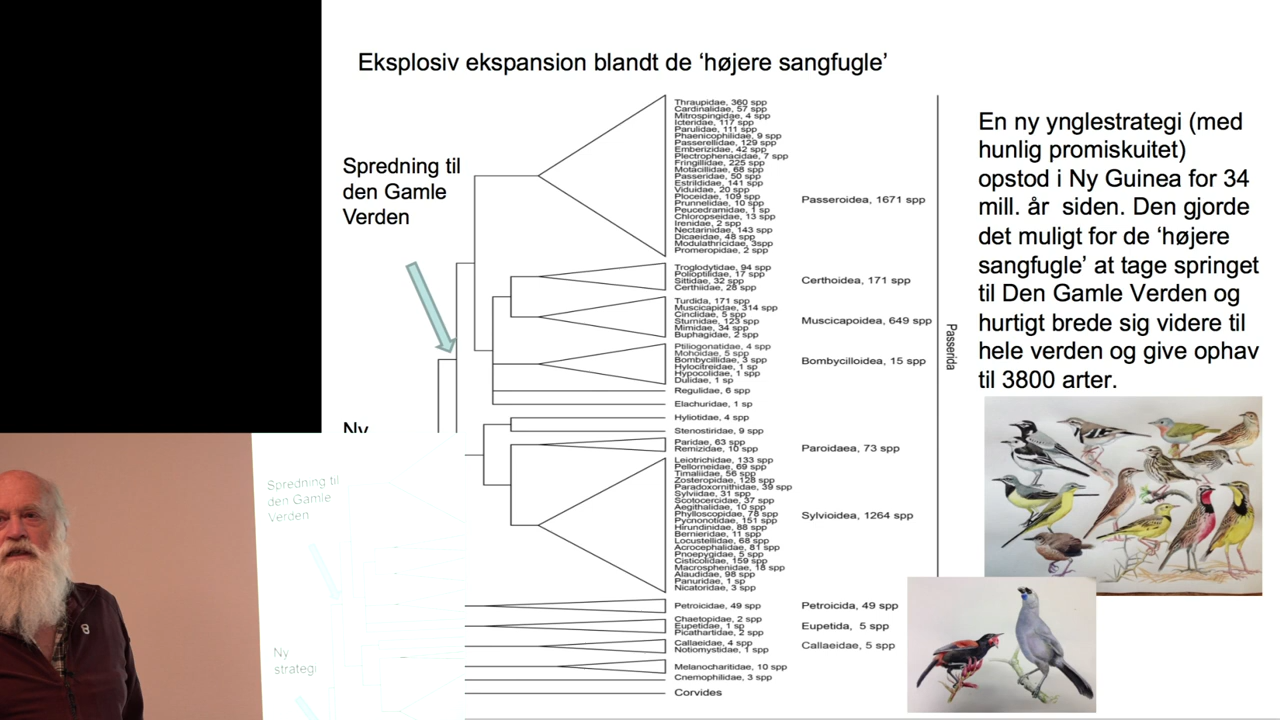 Eksplosiv ekspansion blandt de ‘højere sangfugle’
Spredning til
den Gamle
Verden
Ny
Thraupidae, 360 spp
Cardinalidae, 57 spp
Mitrospingidae, 4 spp
Icteridae, 117 spp
Parulidae, 111 spp
Phaenicophilidae, 9 spp
Passerellidae, 129 spp
Emberizidae, 42 spp
Plectrophenacidae, 7 spp
Fringillidae, 225 spp
Motacillidae, 68 spp
Passeridae, 50 spp
Estrildidae, 141 spp
Viduidae, 20 spp
Ploceidae, 109 spp
Prunnelidae, 10 spp
Peucedramidae, 1 sp
Chloropseidae, 13 spp
Irenidae, 2 spp
Nectarinidae, 143 spp
Dicaeidae, 48 spp
Modulathricidae, 3spp
Promeropidae, 2 spp
Passeroidea, 1671 spp
Troglodytidae, 94 spp
Polioptilidae, 17 spp
Sittidae, 32 spp
Certhiidae, 28 spp
Certhoidea, 171 spp
Turdida, 171 spp
Muscicapidae, 314 spp
Cinclidae, 5 spp
Sturnidae, 123 spp
Mimidae, 34 spp
Buphagidae, 2 spp
Muscicapoidea, 649 spp
Ptiliogonatidae, 4 spp
Mohoidae, 5 spp
Bombycillidae, 3 spp
Hylocitreidae, 1 sp
Hypocolidae, 1 spp
Dulidae, 1 sp
Bombycilloidea, 15 spp
Regulidae, 6 spp
Elachuridae, 1 sp
Hyliotidae, 4 spp
Stenostiridae, 9 spp
Paridae, 63 spp
Remizidae, 10 spp
Paroidaea, 73 spp
Leiotrichidae, 133 spp
Pellorneidae, 69 spp
Timaliidae, 56 spp
Zosteropidae, 128 spp
Paradoxornithidae, 39 spp
Sylviidae, 31 spp
Scotocercidae, 37 spp
Aegithalidae, 10 spp
Phylloscopidae, 78 spp
Pycnonotidae, 151 spp
Hirundinidae, 88 spp
Bernieridae, 11 spp
Locustellidae, 68 spp
Acrocephalidae, 81 spp
Pnoepygidae, 5 spp
Cisticolidae, 159 spp
Macrosphenidae, 18 spp
Alaudidae, 98 spp
Panuridae, 1 sp
Nicatoridae, 3 spp
Sylvioidea, 1264 spp
Petroicidae, 49 spp
Petroicida, 49 spp
Chaetopidae, 2 spp
Eupetidae, 1 sp
Picathartidae, 2 spp
Eupetida, 5 spp
Callaeidae, 4 spp
Notiomystidae, 1 spp
Callaeidae, 5 spp
Melanocharitidae, 10 spp
Cnemophilidae, 3 spp
Corvides
Passerida
En ny ynglestrategi (med
hunlig promiskuitet)
opstod i Ny Guinea for 34
mill. år siden. Den gjorde
det muligt for de ‘højere
sangfugle’ at tage springet
til Den Gamle Verden og
hurtigt brede sig videre til
hele verden og give ophav
til 3800 arter.
Spredning til
den Gamle
Verden
Ny
strategi